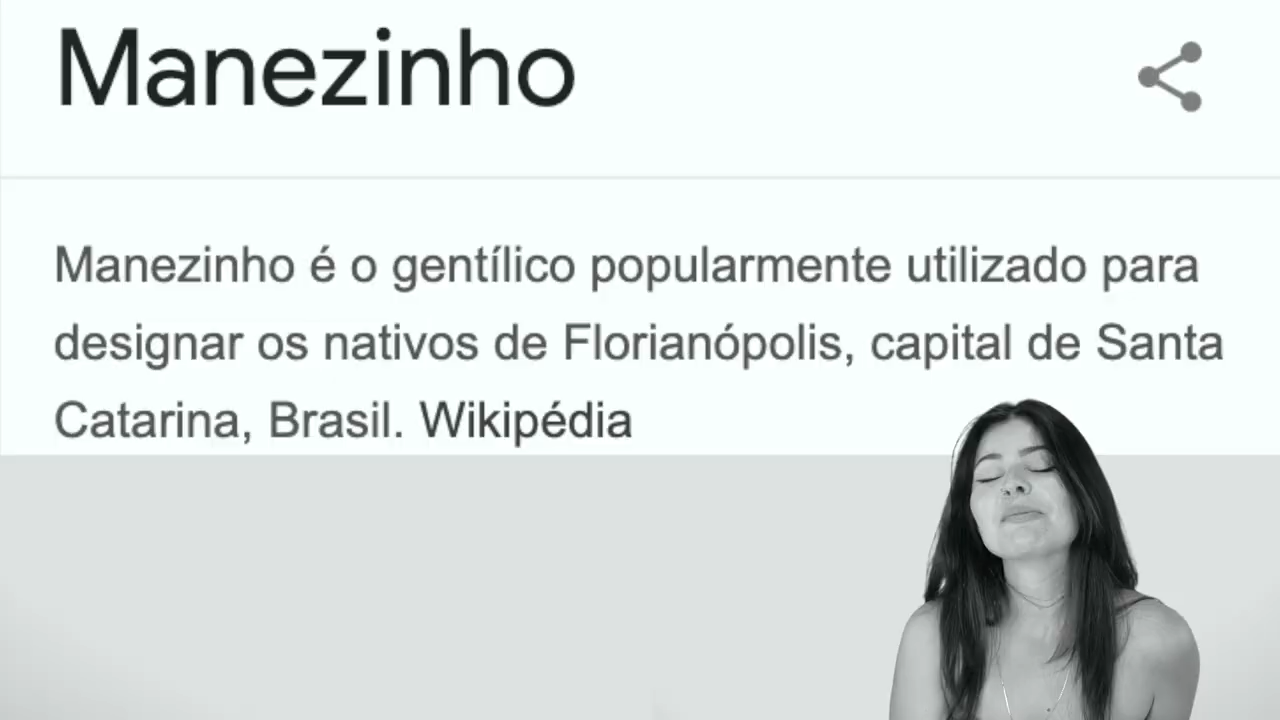 Manezinho
Manezinho é o gentílico popularmente utilizado para
designar os nativos de Florianópolis, capital de Santa
Catarina, Brasil. Wikipédia